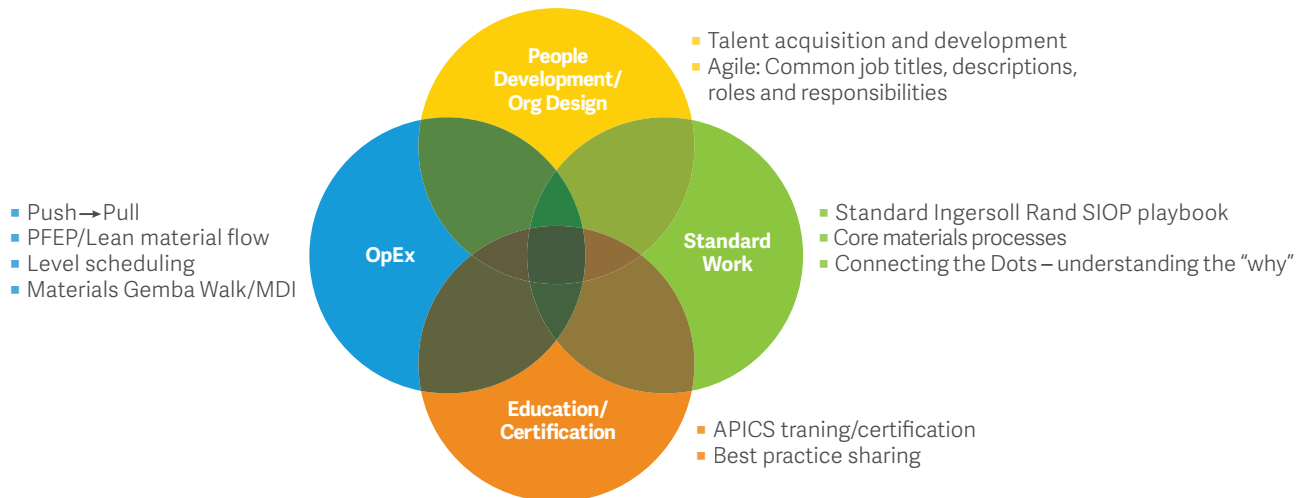 People
Development/
Org Design
Talent acquisition and development
Agile: Common job titles, descriptions,
roles and responsibilities
Push→Pull
PFEP/Lean material flow
Level scheduling
Materials Gemba Walk/MDI
OpEx
Standard
Work
Standard Ingersoll Rand SIOP playbook
Core materials processes
Connecting the Dots – understanding the “why”
Education/
Certification
APICS traning/certification
Best practice sharing